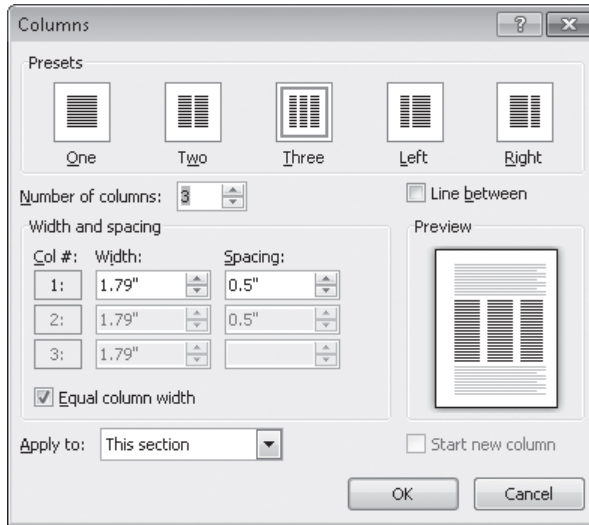 Columns
?
Presets
One Two Three Left Right
Number of columns: 3 Line between
Width and spacing Preview
Col #: Width: Spacing:
1: 1.79" 0.5"
2: 1.79" 0.5"
3: 1.79"
Equal column width
Apply to: This section Start new column
OK Cancel